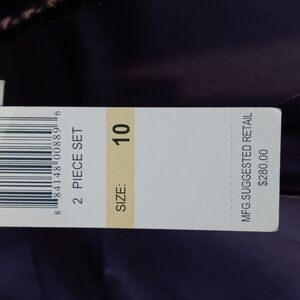 8 84148 00889 6
2 PIECE SET
SIZE: 10
MFG SUGGESTED RETAIL
$280.00